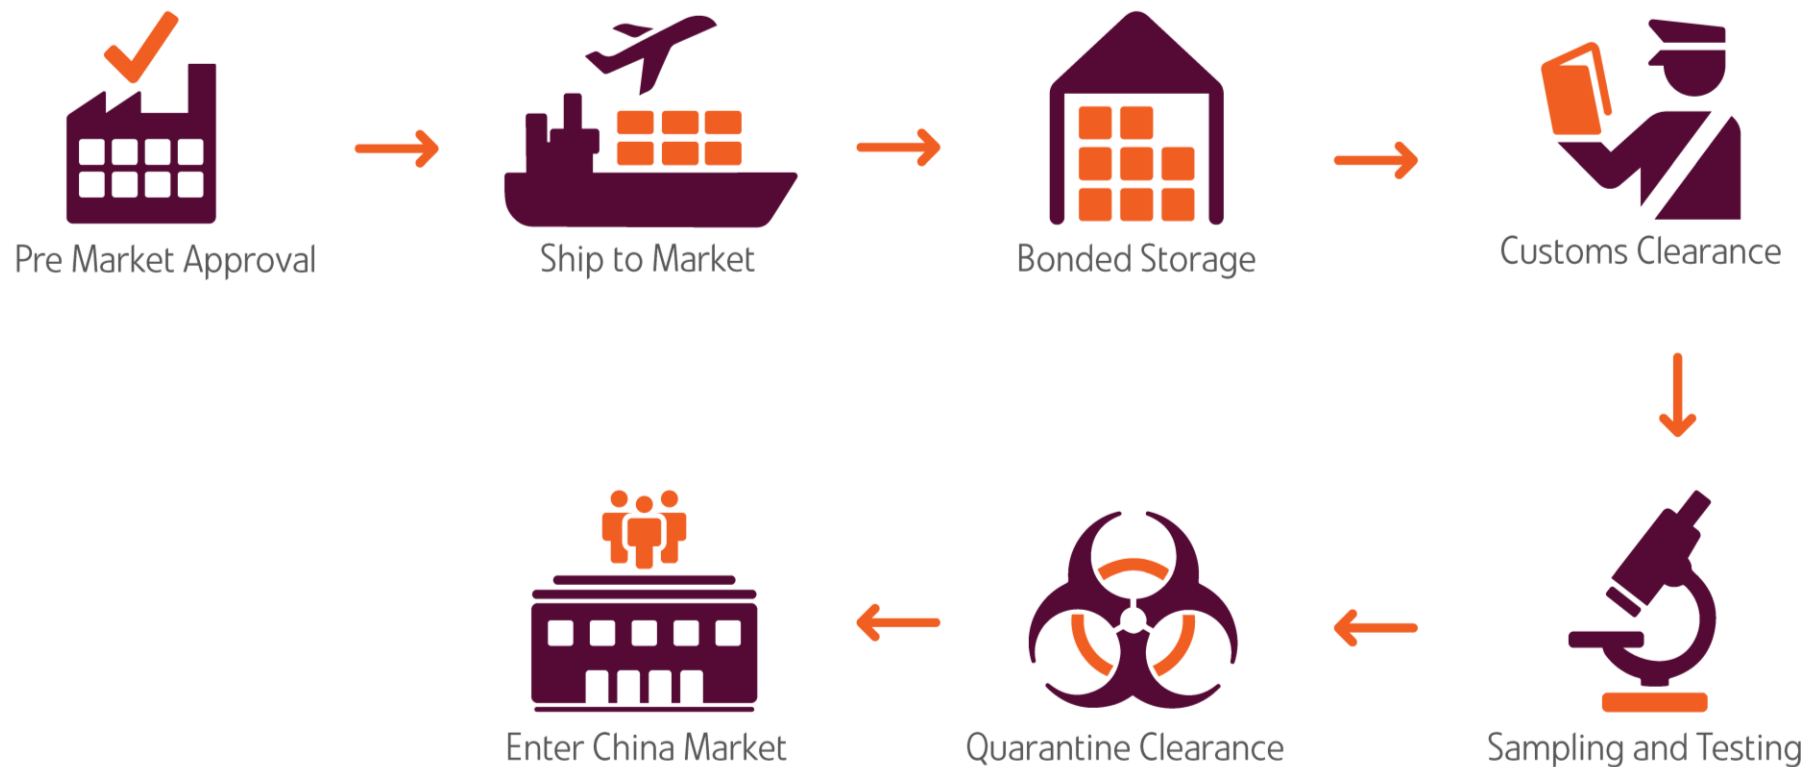 Pre Market Approval
Ship to Market
Bonded Storage
Customs Clearance
Sampling and Testing
Quarantine Clearance
Enter China Market